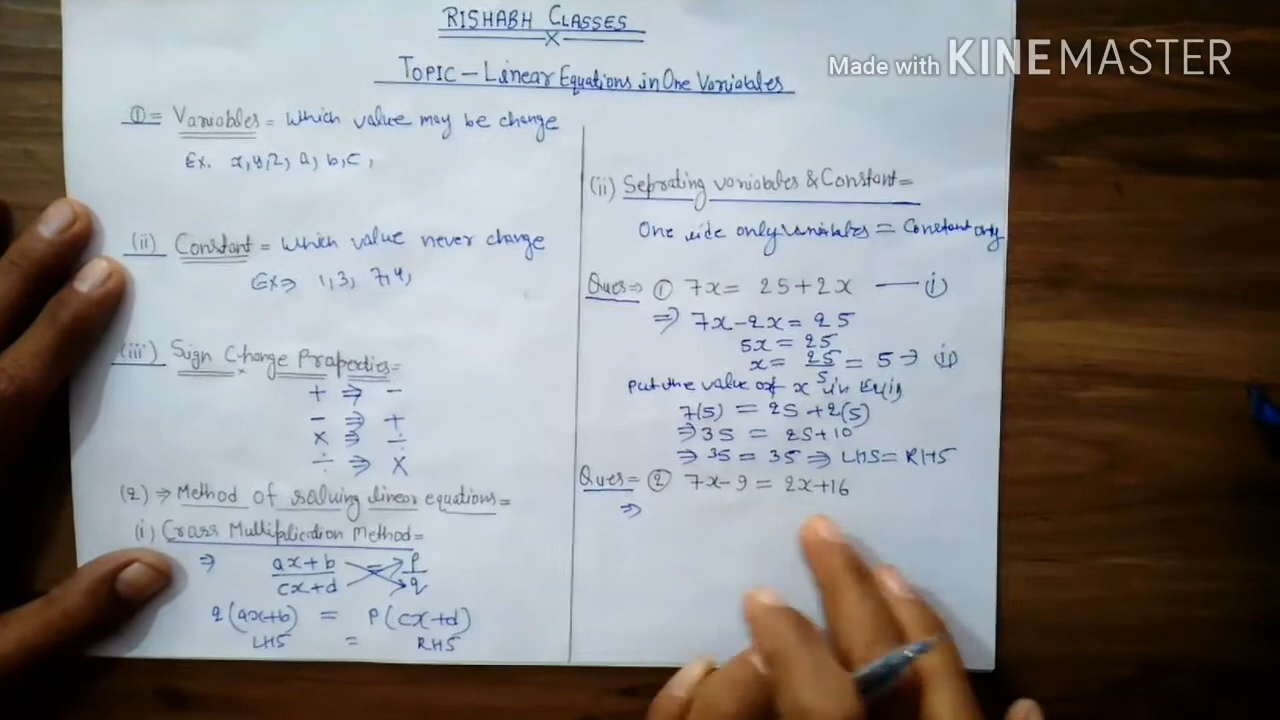 RISHABH CLASSES
x
Made with KINEMASTER
TOPIC - Linear Equations in One Variables
① = Variables = Which value may be change
Ex. x, y, z, a, b, c,
(ii) Constant = Which value never change
Ex ⇒ 1, 3, 7, 4,
(iii) Sign Change Properties =
+ ⇒ -
- ⇒ +
× ⇒ ÷
÷ ⇒ ×
(2) ⇒ Method of solving linear equations =
(i) Cross Multiplication Method =
⇒ ax+b / cx+d = p / q
q(ax+b) = p(cx+d)
LHS = RHS
(ii) Seprating variables & Constant =
One side only variables = Constant only
Ques ⇒ ① 7x = 25+2x — (i)
⇒ 7x-2x = 25
5x = 25
x = 25/5 = 5 → (ii)
Put the value of x in Eq(i)
7(5) = 25+2(5)
⇒ 35 = 25+10
⇒ 35 = 35 ⇒ LHS = RHS
Ques = ② 7x-9 = 2x+16
⇒